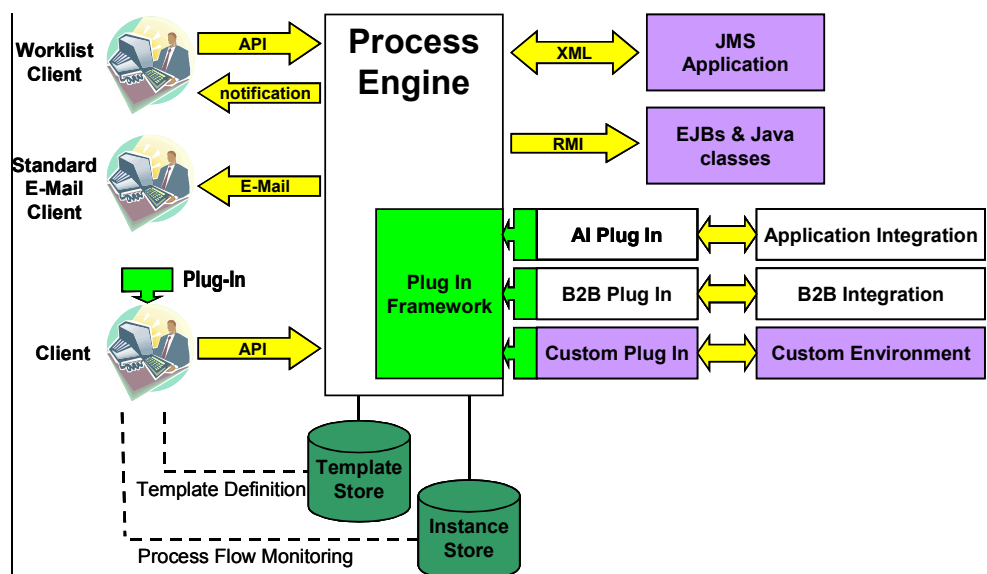 Worklist
Client
API
notification
Process
Engine
XML
JMS
Application
RMI
EJBs & Java
classes
Standard
E-Mail
Client
E-Mail
Plug-In
Plug In
Framework
AI Plug In
Application Integration
B2B Plug In
B2B Integration
Custom Plug In
Custom Environment
Client
API
Template Definition
Template
Store
Process Flow Monitoring
Instance
Store